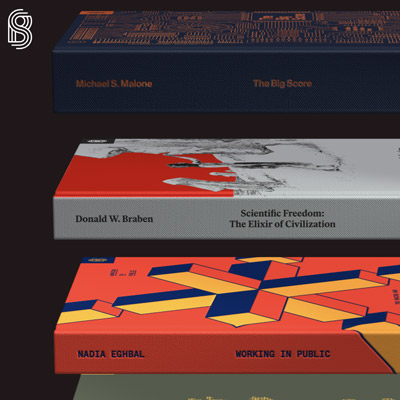 Michael S. Malone
The Big Score
Donald W. Braben
Scientific Freedom:
The Elixir of Civilization
NADIA EGHBAL
WORKING IN PUBLIC